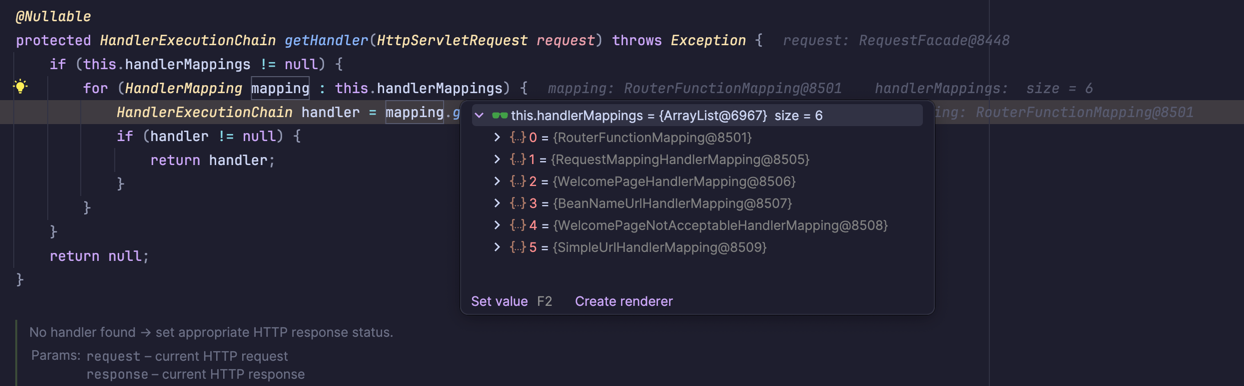 @Nullable
protected HandlerExecutionChain getHandler(HttpServletRequest request) throws Exception {   request: RequestFacade@8448
if (this.handlerMappings != null) {
for (HandlerMapping mapping : this.handlerMappings) {   mapping: RouterFunctionMapping@8501   handlerMappings:  size = 6
HandlerExecutionChain handler = mapping.g   ing: RouterFunctionMapping@8501
if (handler != null) {
return handler;
}
}
}
return null;
}
this.handlerMappings = {ArrayList@6967}  size = 6
{..} 0 = {RouterFunctionMapping@8501}
{..} 1 = {RequestMappingHandlerMapping@8505}
{..} 2 = {WelcomePageHandlerMapping@8506}
{..} 3 = {BeanNameUrlHandlerMapping@8507}
{..} 4 = {WelcomePageNotAcceptableHandlerMapping@8508}
{..} 5 = {SimpleUrlHandlerMapping@8509}
Set value F2 Create renderer
No handler found → set appropriate HTTP response status.
Params: request – current HTTP request
response – current HTTP response